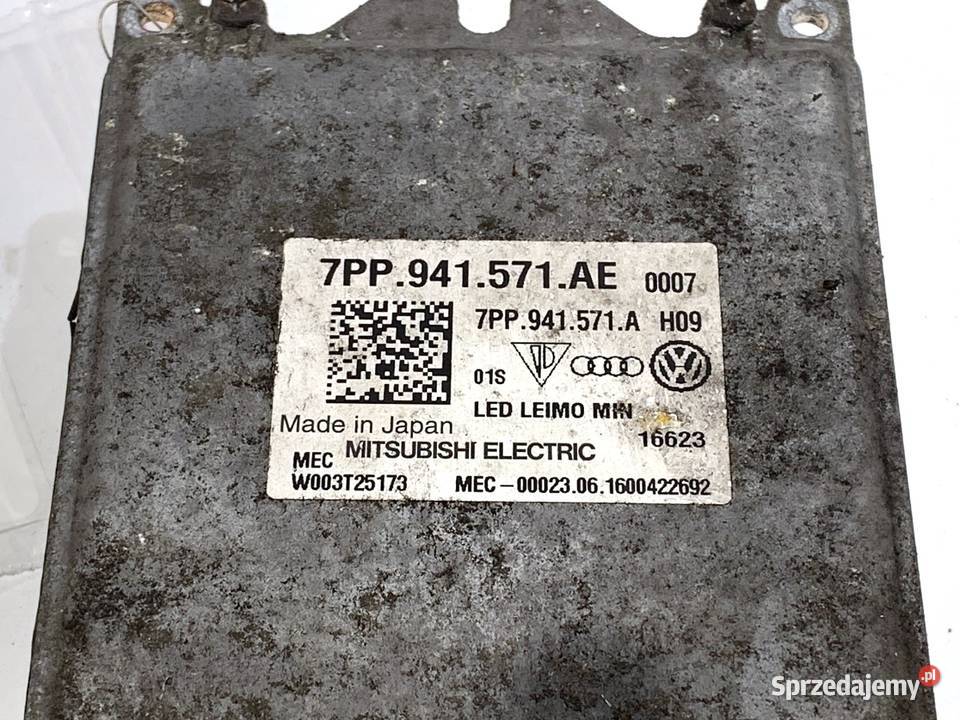 7PP.941.571.AE 0007
7PP.941.571.A H09
01S
LED LEIMO MIN
Made in Japan
16623
MITSUBISHI ELECTRIC
MEC
W003T25173 MEC-00023.06.1600422692
Sprzedajemy.pl